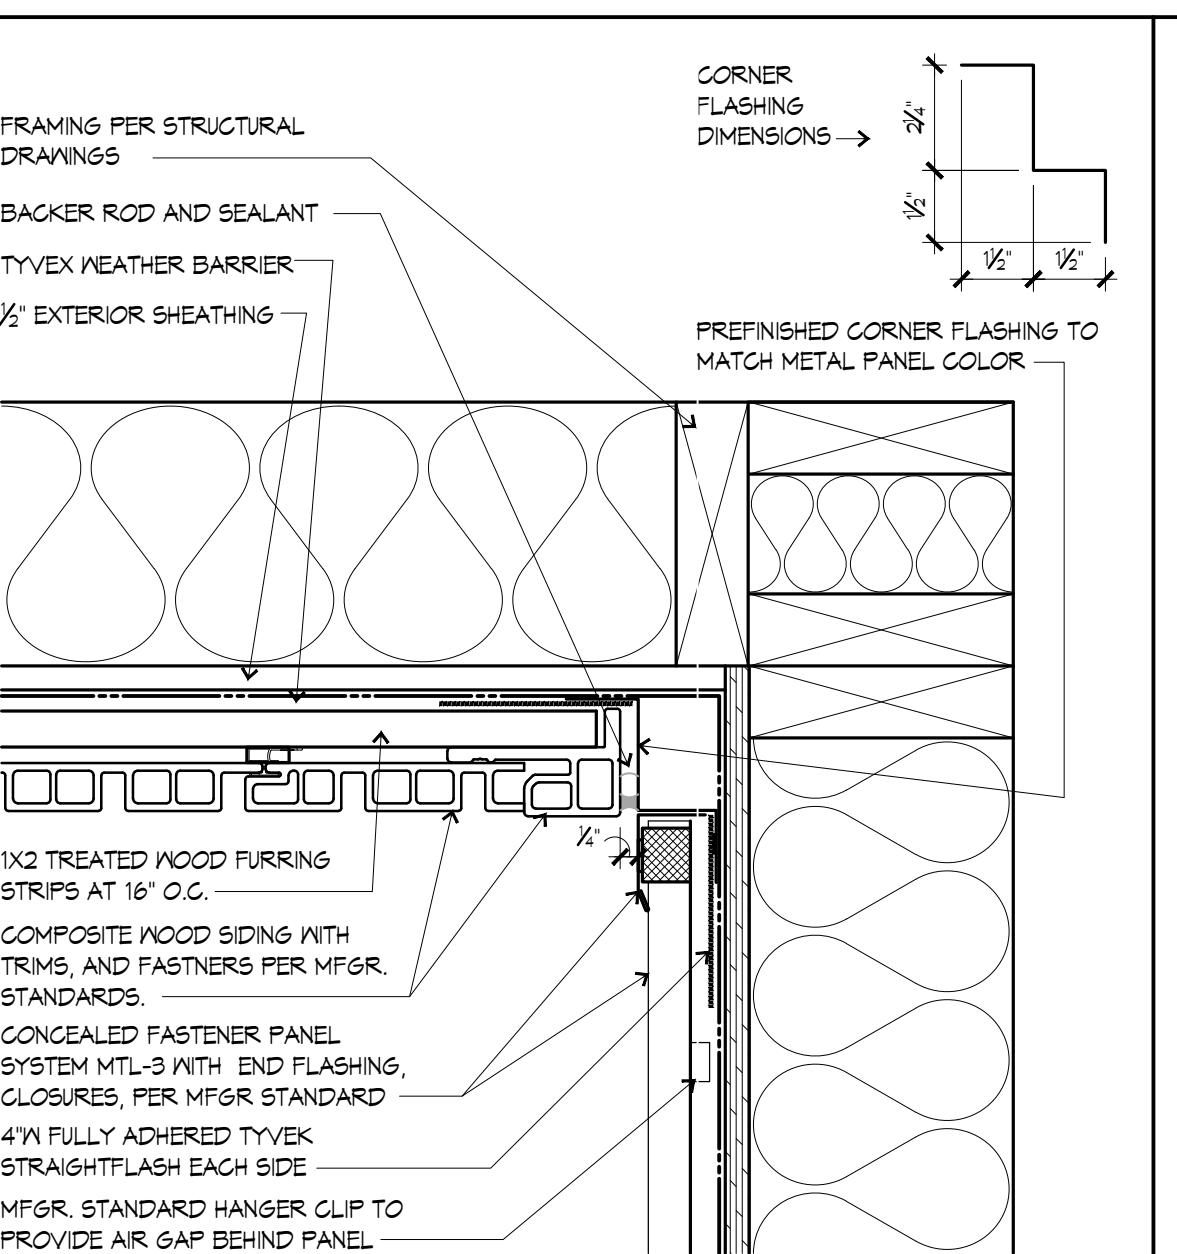 CORNER
FLASHING
DIMENSIONS
2¼"
1½"
1½"
1½"
FRAMING PER STRUCTURAL
DRAWINGS
BACKER ROD AND SEALANT
TYVEX WEATHER BARRIER
½" EXTERIOR SHEATHING
PREFINISHED CORNER FLASHING TO
MATCH METAL PANEL COLOR
¼"
1X2 TREATED WOOD FURRING
STRIPS AT 16" O.C.
COMPOSITE WOOD SIDING WITH
TRIMS, AND FASTNERS PER MFGR.
STANDARDS.
CONCEALED FASTENER PANEL
SYSTEM MTL-3 WITH END FLASHING,
CLOSURES, PER MFGR STANDARD
4"W FULLY ADHERED TYVEK
STRAIGHTFLASH EACH SIDE
MFGR. STANDARD HANGER CLIP TO
PROVIDE AIR GAP BEHIND PANEL